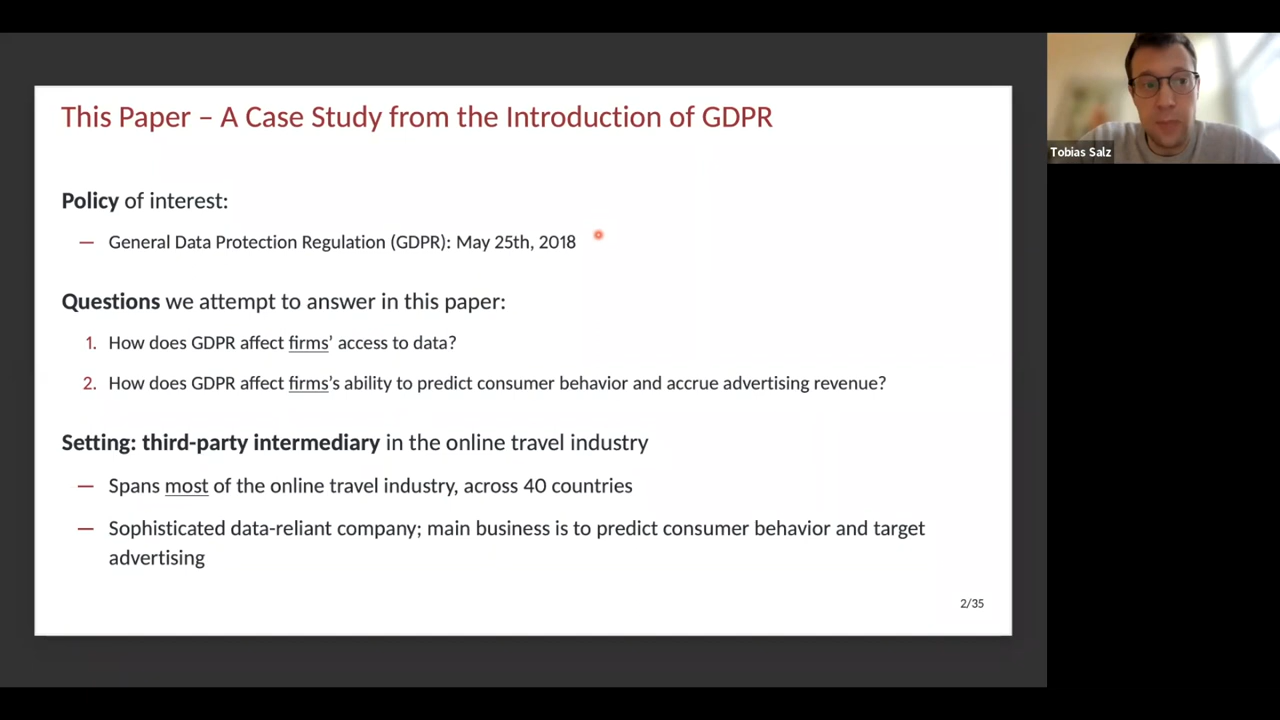 This Paper – A Case Study from the Introduction of GDPR
Policy of interest:
— General Data Protection Regulation (GDPR): May 25th, 2018
Questions we attempt to answer in this paper:
1. How does GDPR affect firms' access to data?
2. How does GDPR affect firms's ability to predict consumer behavior and accrue advertising revenue?
Setting: third-party intermediary in the online travel industry
— Spans most of the online travel industry, across 40 countries
— Sophisticated data-reliant company; main business is to predict consumer behavior and target
advertising
2/35
Tobias Salz